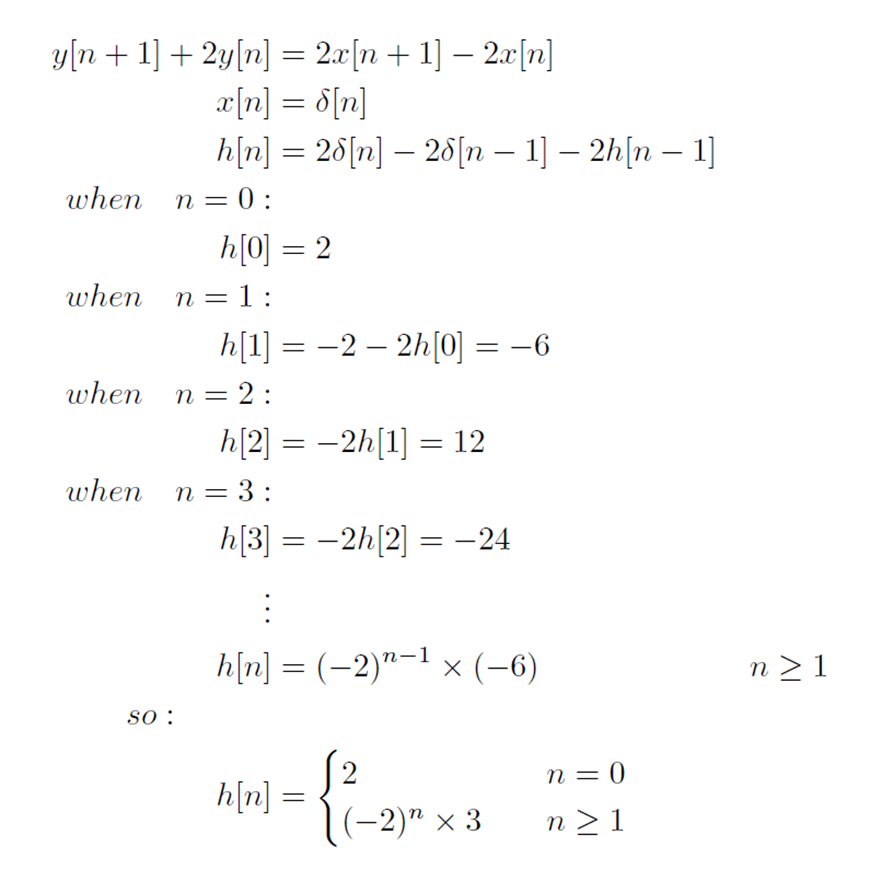 y[n + 1] + 2y[n] = 2x[n + 1] − 2x[n]
x[n] = δ[n]
h[n] = 2δ[n] − 2δ[n − 1] − 2h[n − 1]
when n = 0 :
h[0] = 2
when n = 1 :
h[1] = −2 − 2h[0] = −6
when n = 2 :
h[2] = −2h[1] = 12
when n = 3 :
h[3] = −2h[2] = −24
⋮
h[n] = (−2)ⁿ⁻¹ × (−6) n ≥ 1
so :
h[n] = { 2 n = 0
(−2)ⁿ × 3 n ≥ 1